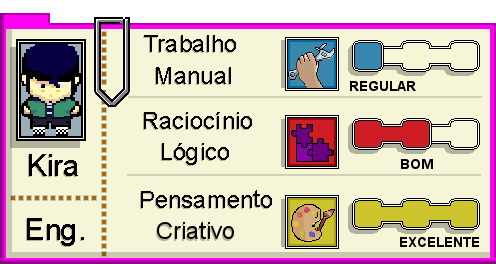 Trabalho
Manual
REGULAR
Raciocínio
Lógico
BOM
Kira
Pensamento
Criativo
EXCELENTE
Eng.